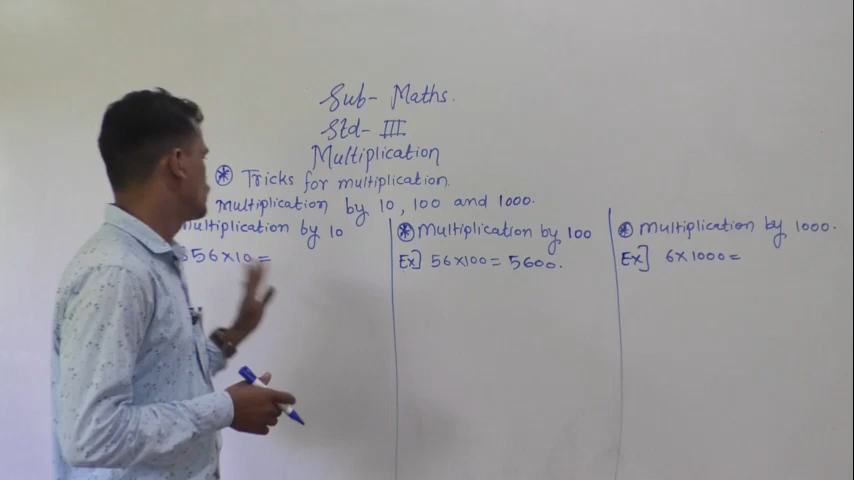 Sub- Maths.
Std- III
Multiplication
* Tricks for multiplication.
Multiplication by 10, 100 and 1000.
Multiplication by 10
56×10=
* Multiplication by 100
Ex] 56×100= 5600.
* Multiplication by 1000.
Ex] 6×1000=